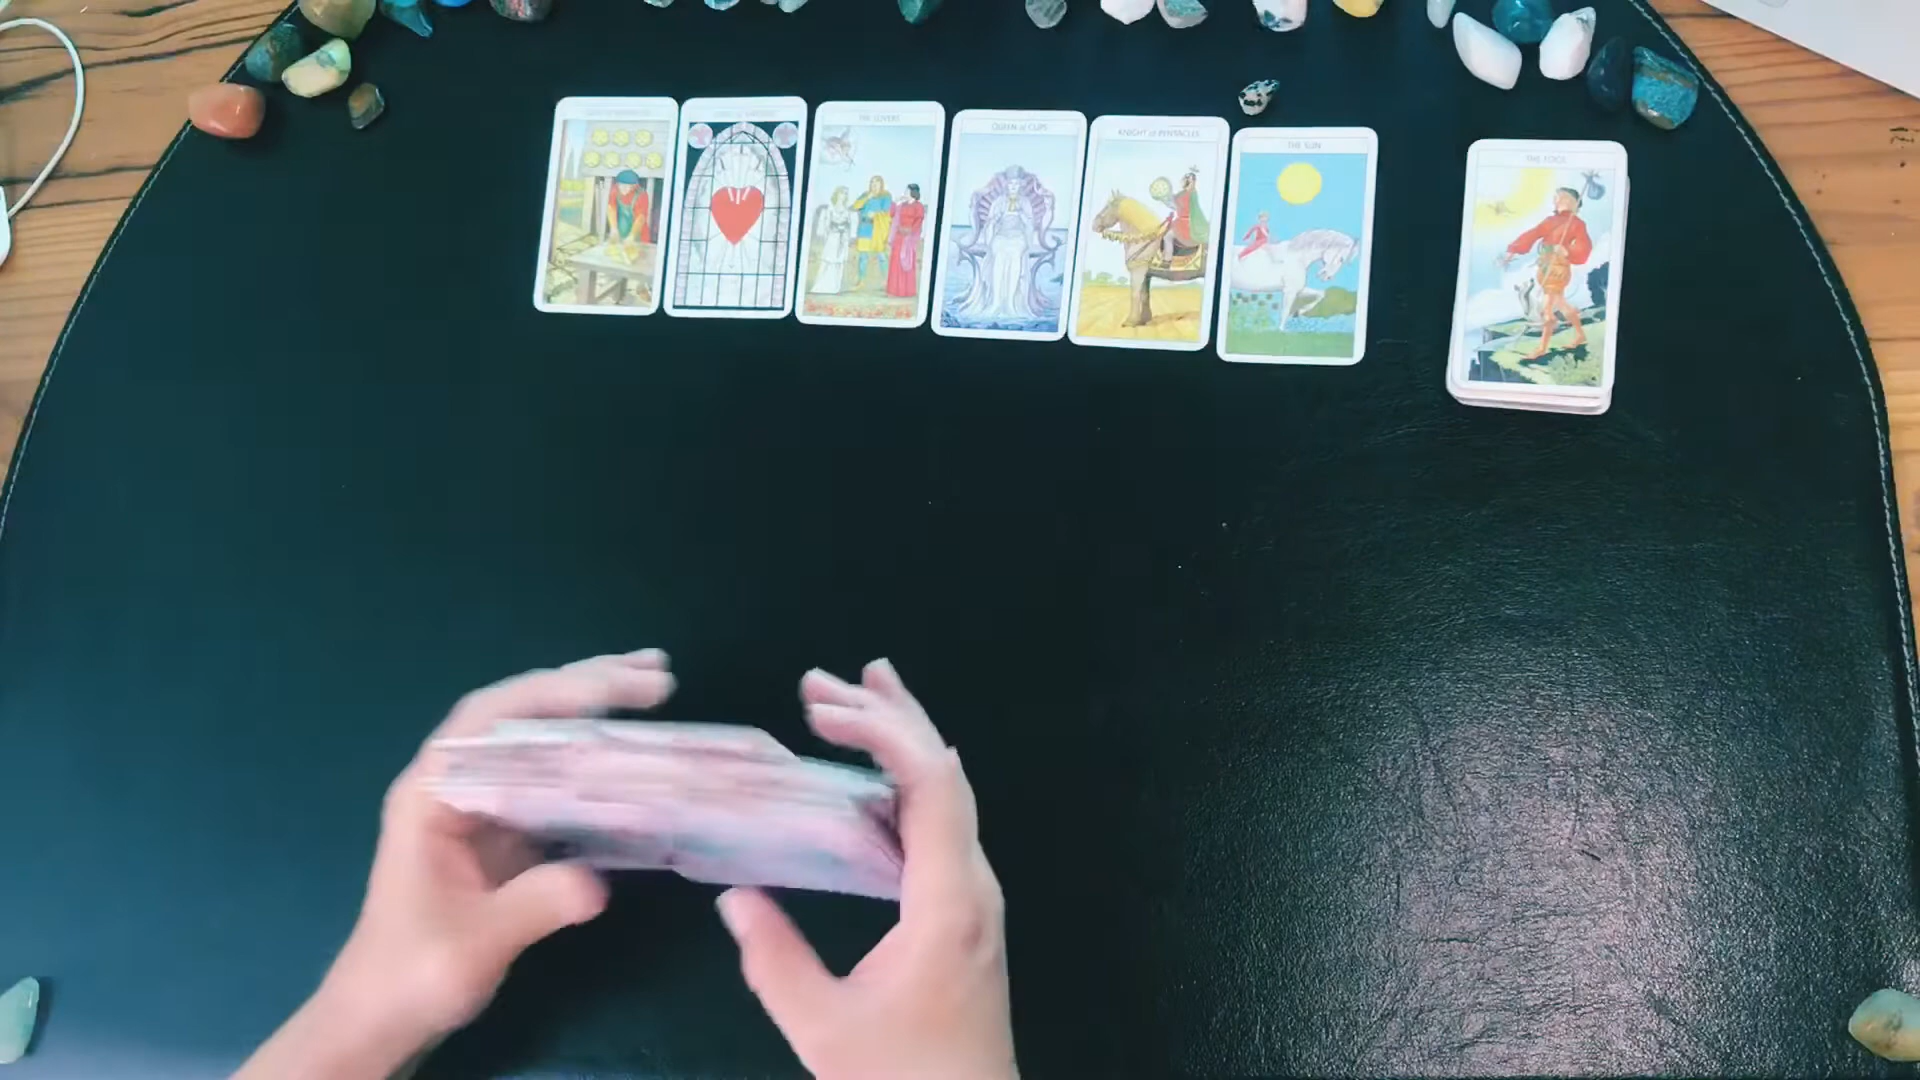 THE LOVERS
QUEEN of CUPS
KNIGHT of PENTACLES
THE SUN
THE FOOL